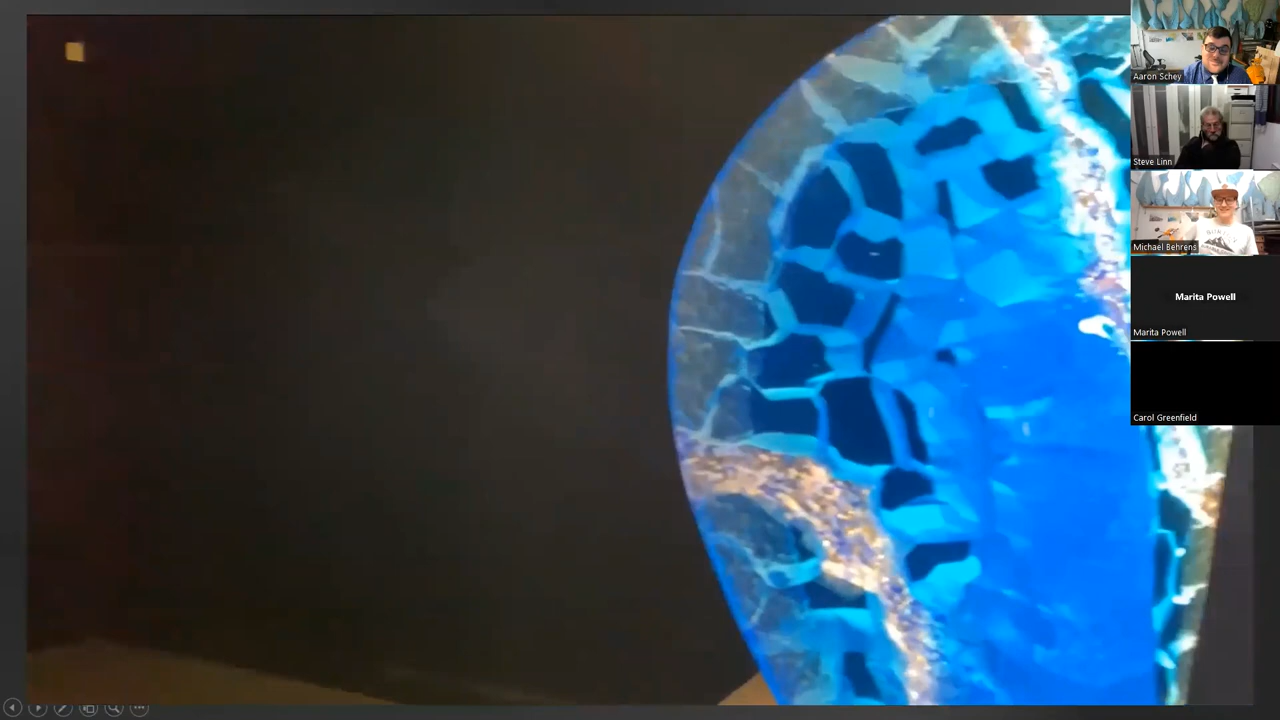 Aaron Schey
Steve Linn
Michael Behrens
Marita Powell
Marita Powell
Carol Greenfield